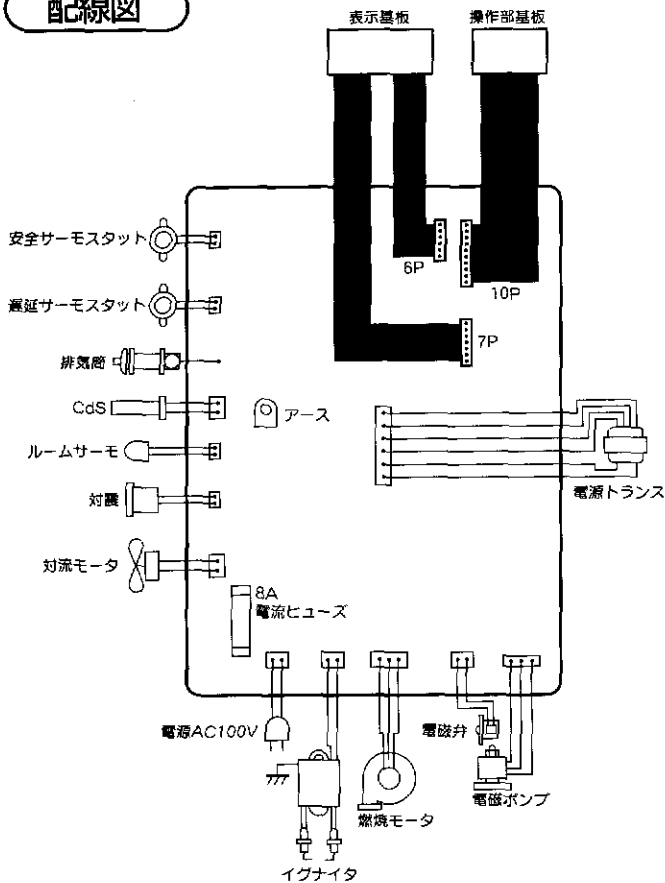 配線図
表示基板
操作部基板
安全サーモスタット
遅延サーモスタット
排気筒
CdS
ルームサーモ
対震
対流モータ
アース
6P
10P
7P
電源トランス
8A
電流ヒューズ
電源AC100V
電磁弁
電磁ポンプ
燃焼モータ
イグナイタ